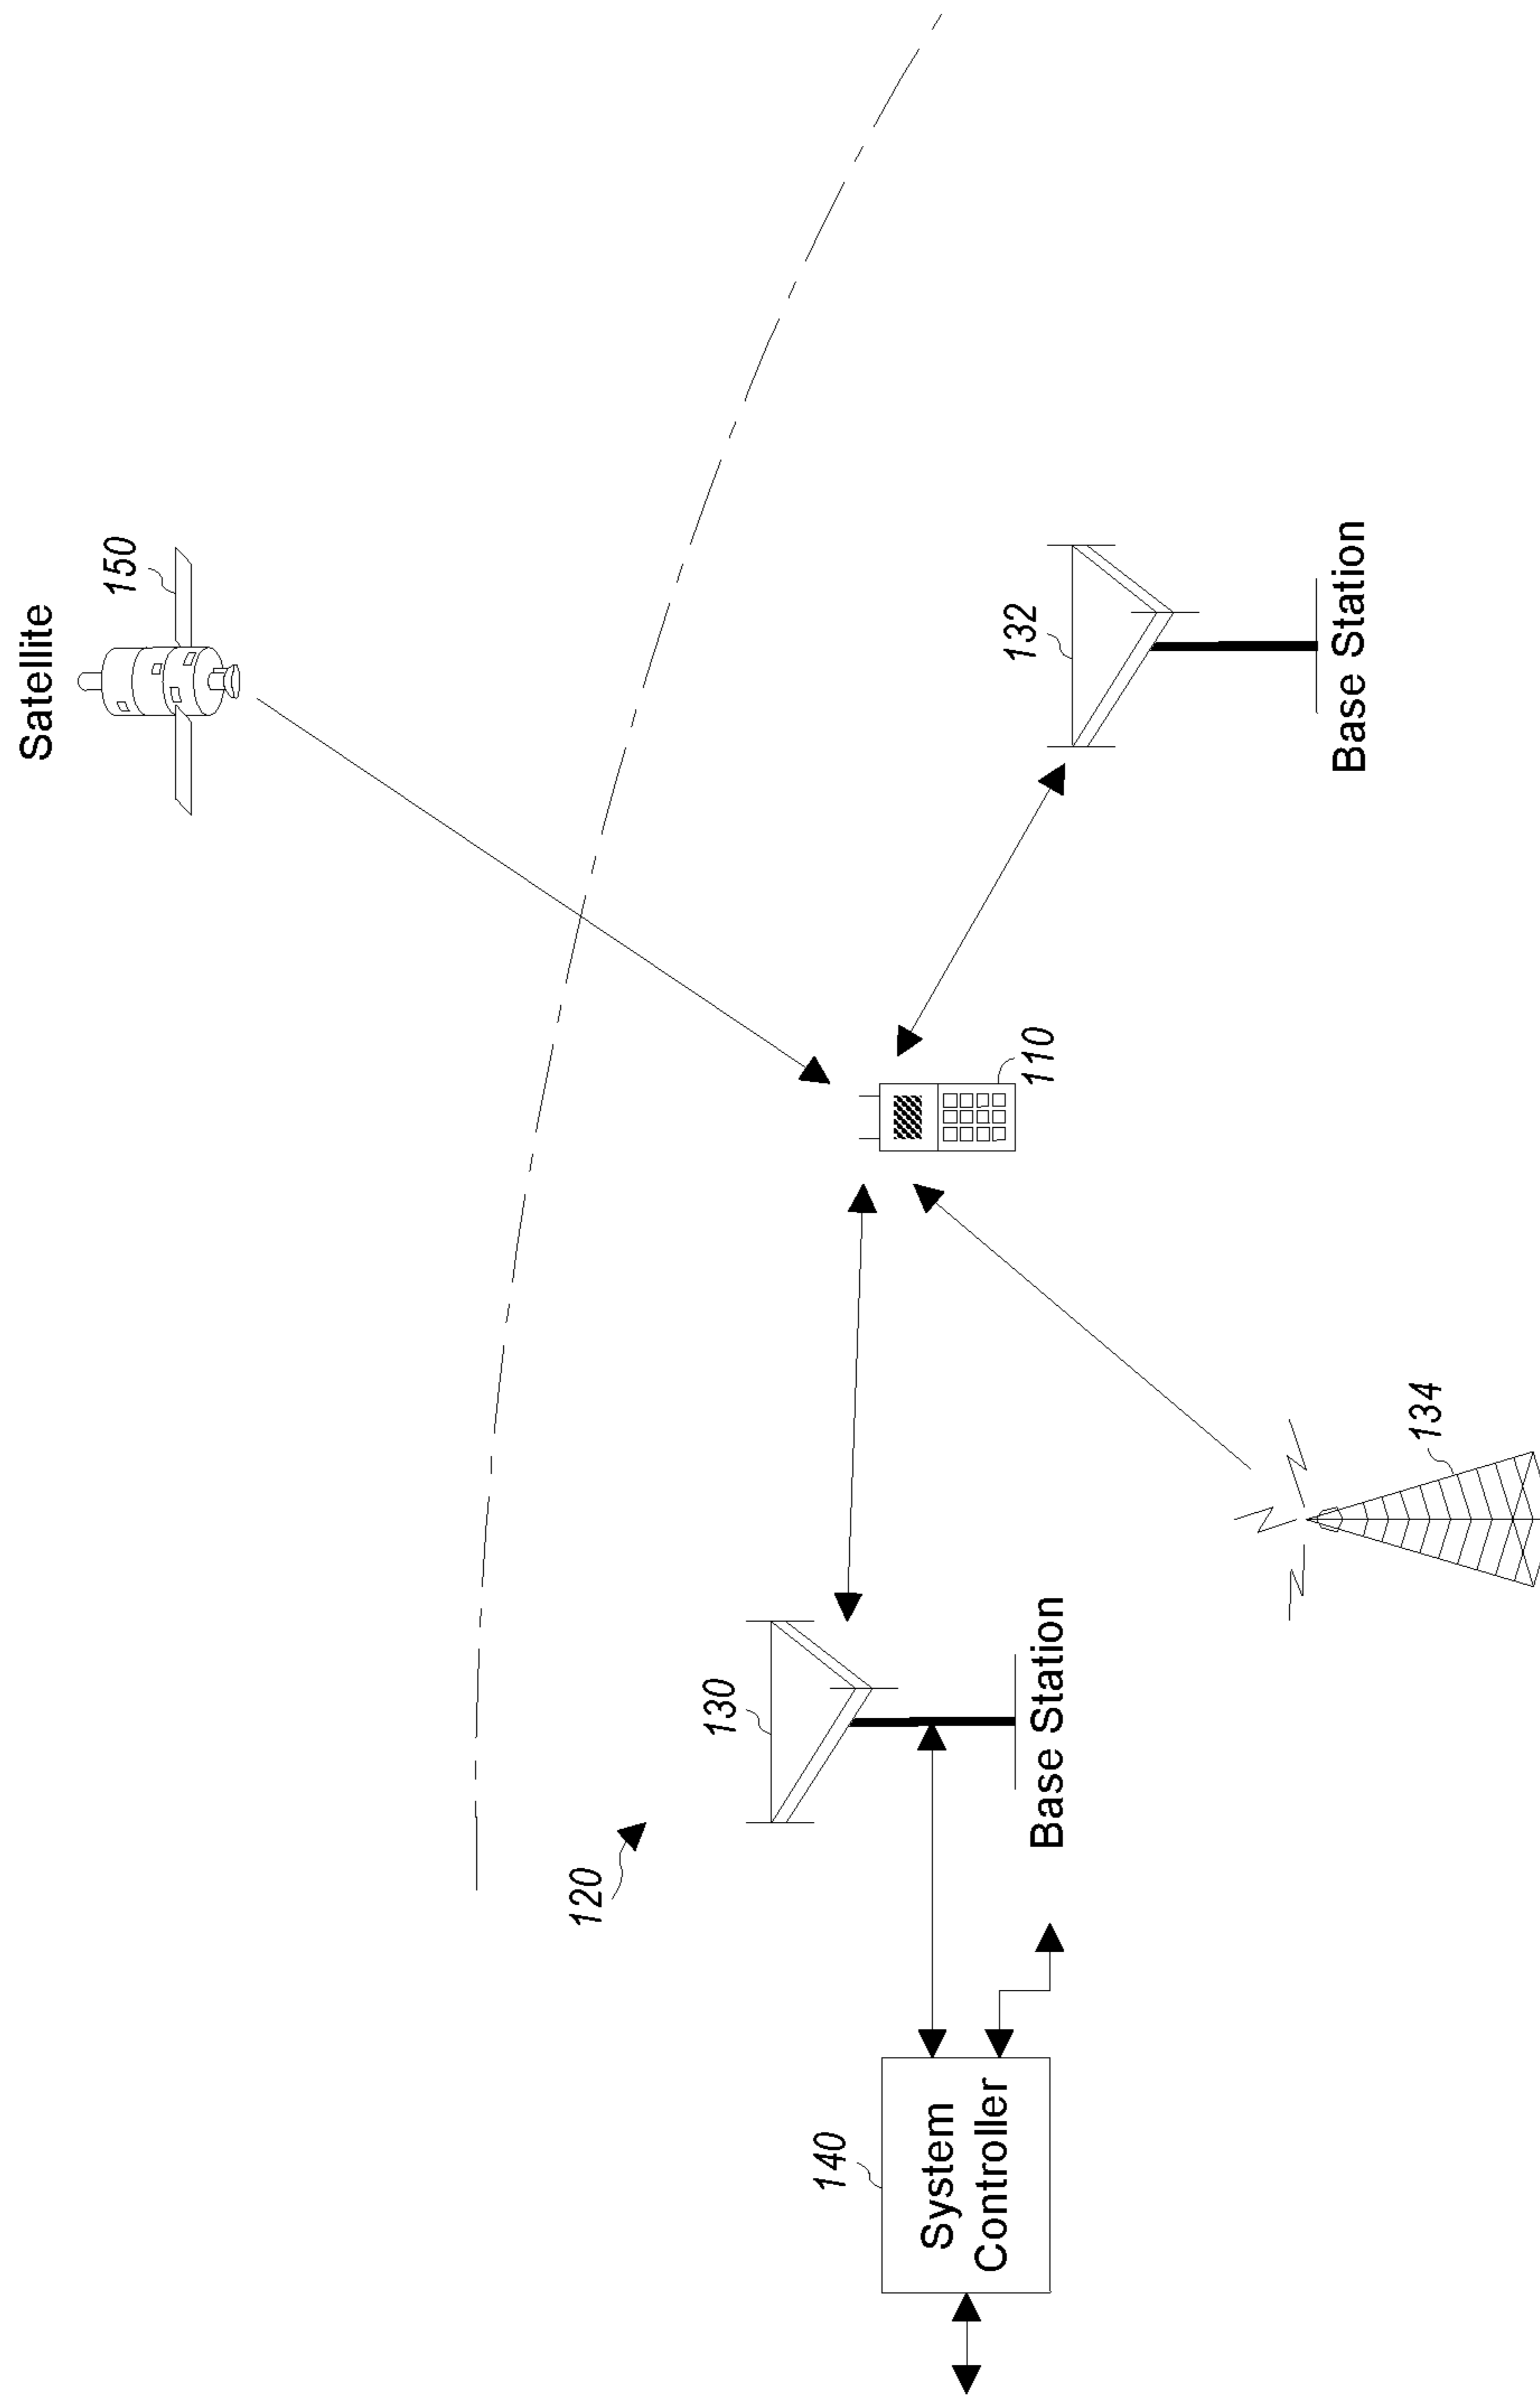 Satellite
150
120
130
132
140
System
Controller
110
Base Station
Base Station
134